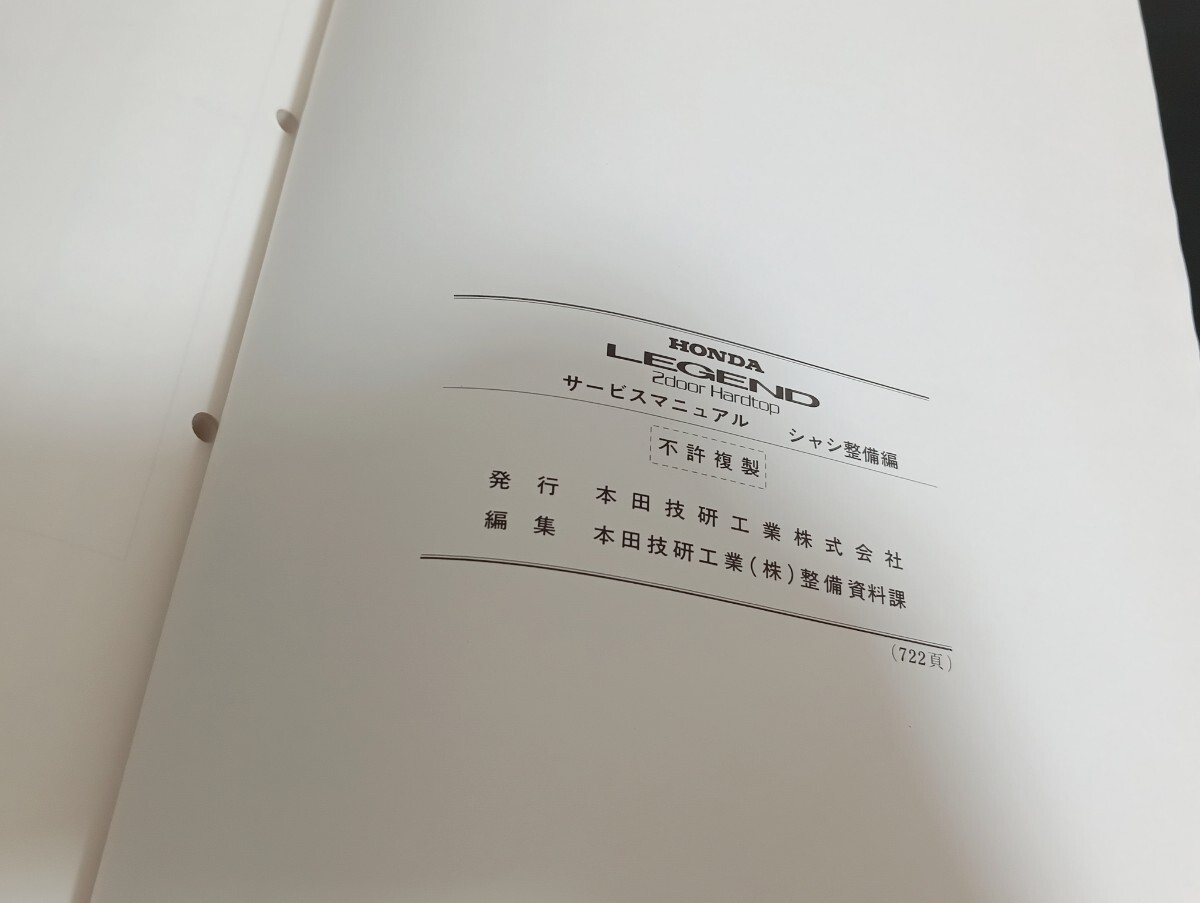 HONDA
LEGEND
2door Hardtop
サービスマニュアル シャシ整備編
不許複製
発行 本田技研工業株式会社
編集 本田技研工業(株)整備資料課
(722頁)